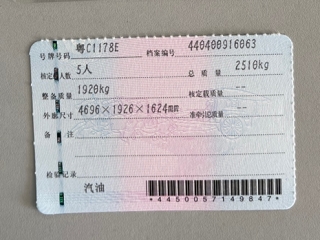 号牌号码 粤C1178E 档案编号 440400916063
核定载人数 5人 总质量 2510kg
整备质量 1920kg 核定载质量 --
外廓尺寸 4696×1926×1624mm 准牵引总质量 --
备注
检验记录
汽油
*4450057149847*